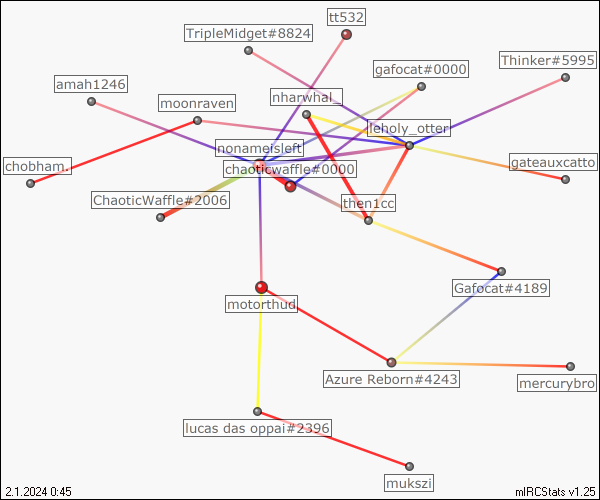 tt532
TripleMidget#8824
Thinker#5995
gafocat#0000
amah1246
nharwhal_
moonraven
leholy_otter
nonameisleft
chobham.
chaoticwaffle#0000
gateauxcatto
ChaoticWaffle#2006
then1cc
Gafocat#4189
motorthud
Azure Reborn#4243
mercurybro
lucas das oppai#2396
mukszi
2.1.2024 0:45
mIRCStats v1.25